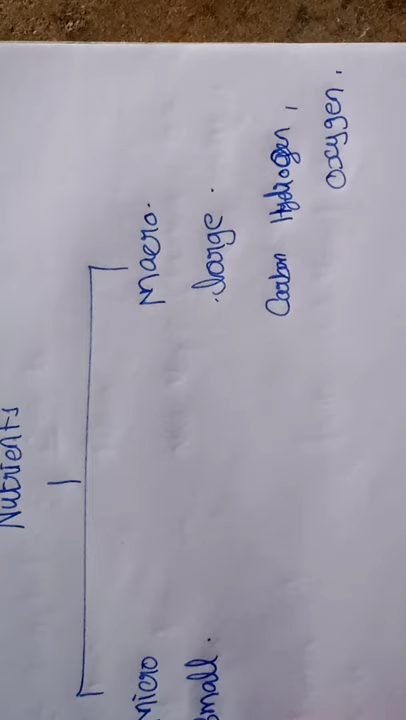 Nutrients
Micro
Macro.
small.
large.
Carbon Hydrogen,
oxygen.